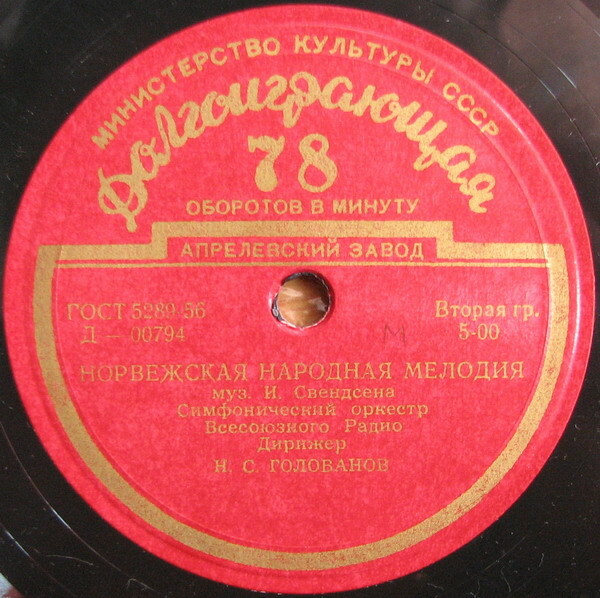 МИНИСТЕРСТВО КУЛЬТУРЫ СССР
Долгоиграющая
78
ОБОРОТОВ В МИНУТУ
АПРЕЛЕВСКИЙ ЗАВОД
ГОСТ 5289-56 Вторая гр.
Д — 00794 М 5-00
НОРВЕЖСКАЯ НАРОДНАЯ МЕЛОДИЯ
муз. И. Свендсена
Симфонический оркестр
Всесоюзного Радио
Дирижер
Н. С. ГОЛОВАНОВ